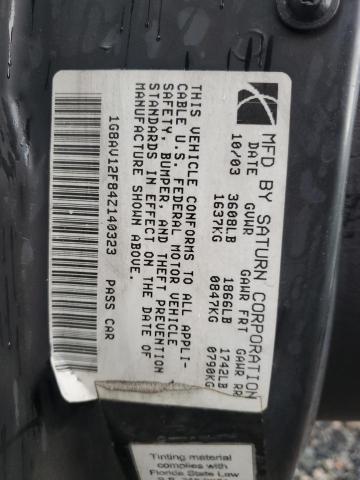 MFD BY SATURN CORPORATION
DATE GVWR GAWR FRT GAWR RR
10/03 3608LB 1866LB 1742LB
1637KG 0847KG 0790KG
THIS VEHICLE CONFORMS TO ALL APPLI-
CABLE U.S. FEDERAL MOTOR VEHICLE
SAFETY, BUMPER, AND THEFT PREVENTION
STANDARDS IN EFFECT ON THE DATE OF
MANUFACTURE SHOWN ABOVE.
1G8AV12F84Z140323 PASS CAR
Tinting material
complies with
Florida State Law